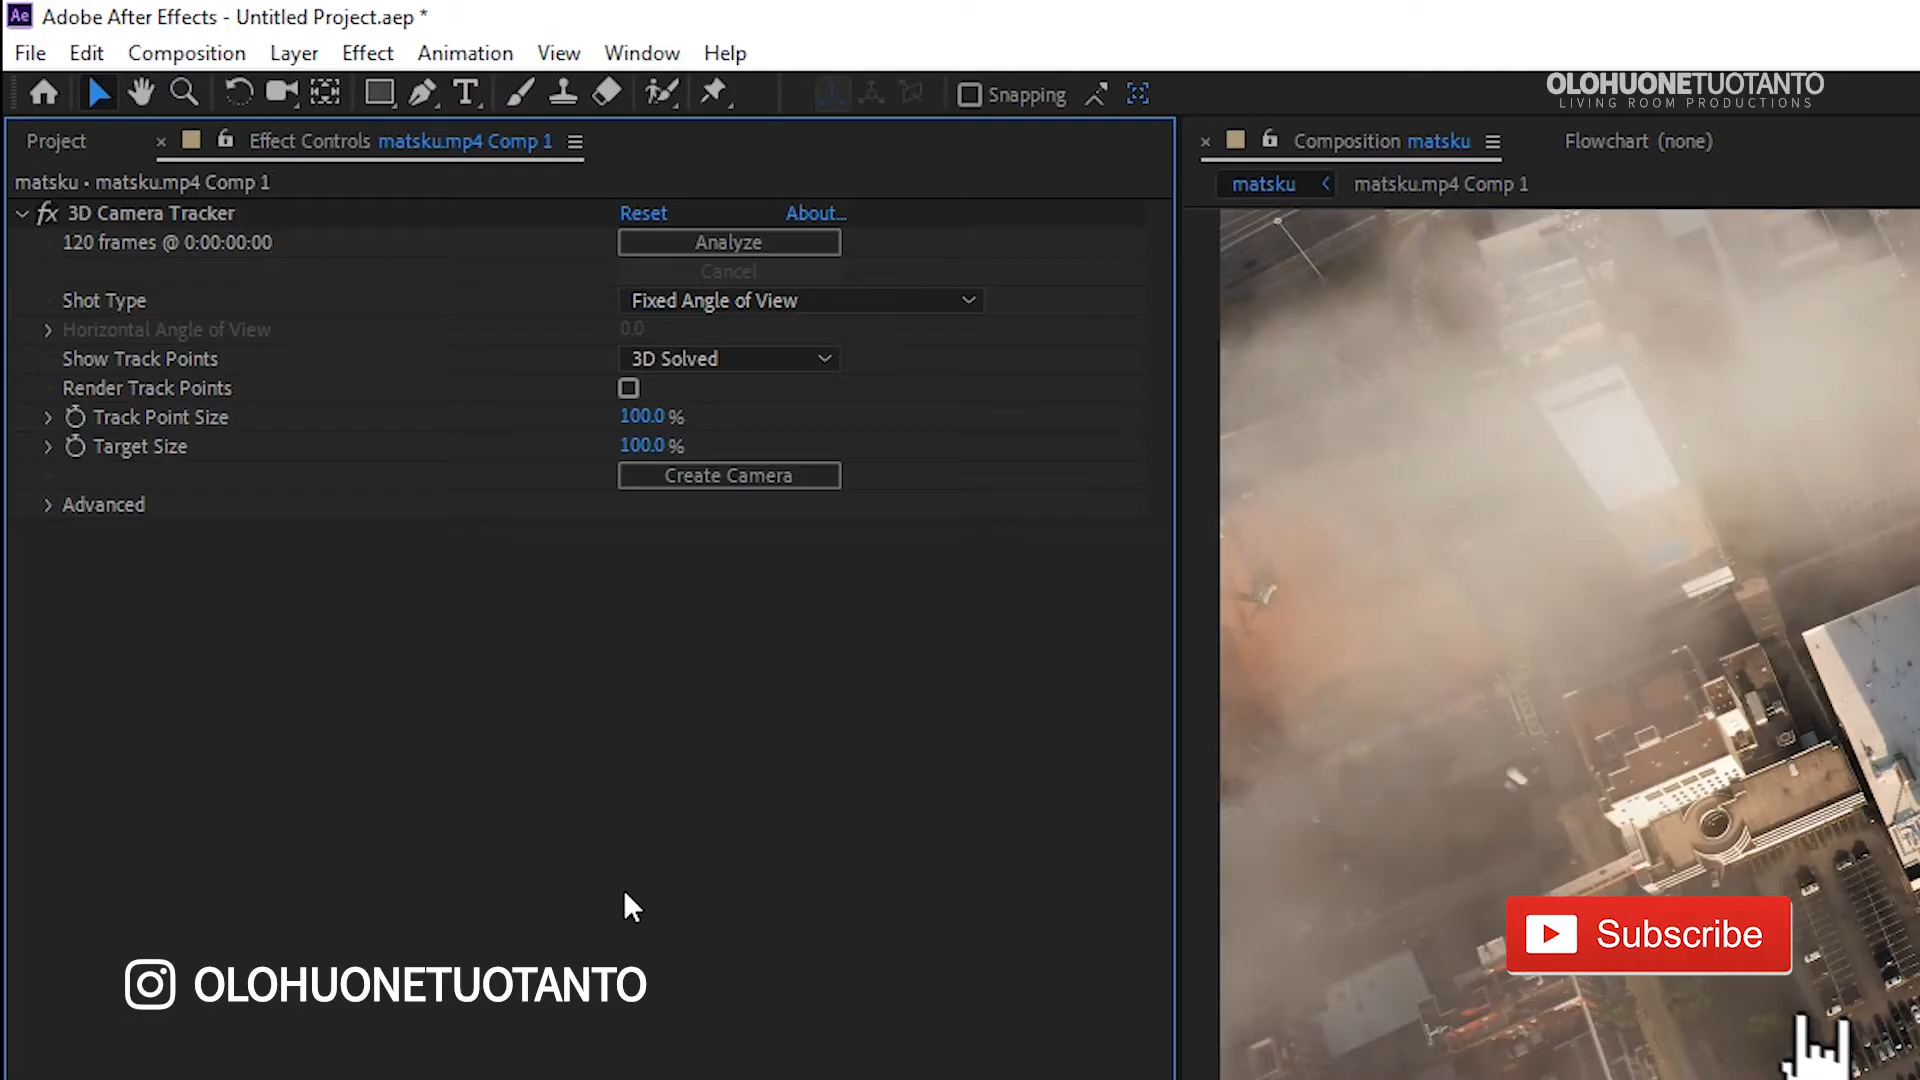 Ae Adobe After Effects - Untitled Project.aep *
File Edit Composition Layer Effect Animation View Window Help
T Snapping
OLOHUONETUOTANTO
LIVING ROOM PRODUCTIONS
Project × Effect Controls matsku.mp4 Comp 1
× Composition matsku Flowchart (none)
matsku • matsku.mp4 Comp 1
matsku matsku.mp4 Comp 1
fx 3D Camera Tracker Reset About...
120 frames @ 0:00:00:00 Analyze
Cancel
Shot Type Fixed Angle of View
Horizontal Angle of View 0.0
Show Track Points 3D Solved
Render Track Points
Track Point Size 100.0 %
Target Size 100.0 %
Create Camera
Advanced
Subscribe
OLOHUONETUOTANTO